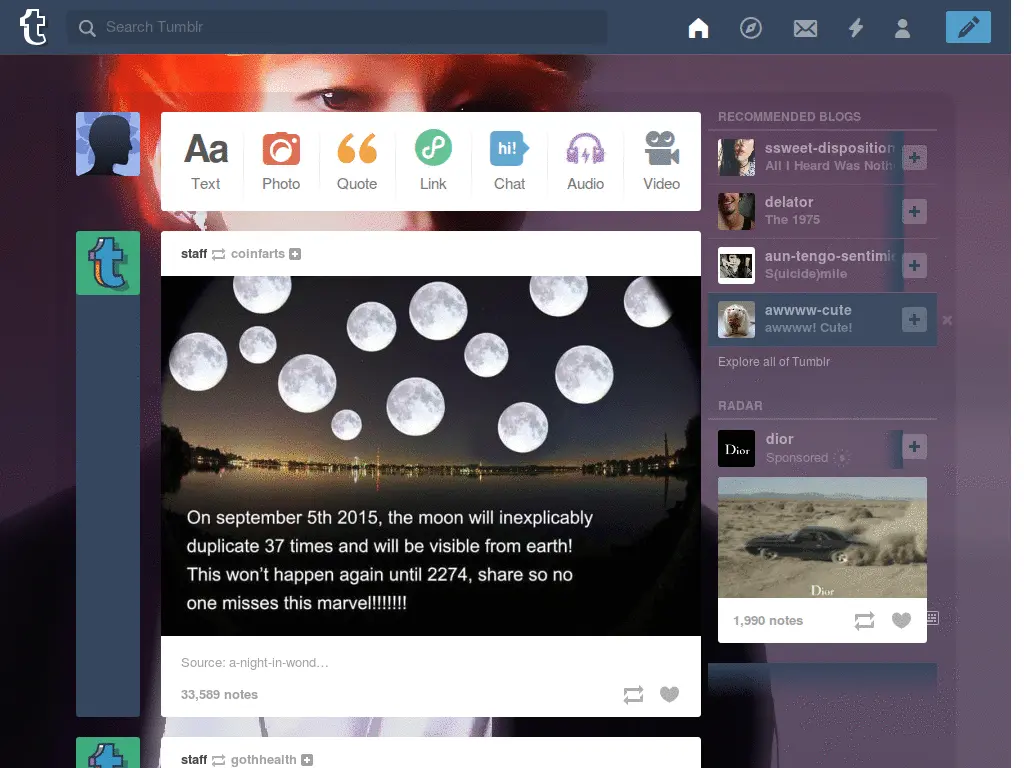 Search Tumblr
Aa
Text
Photo
Quote
Link
hi!
Chat
Audio
Video
staff coinfarts
On september 5th 2015, the moon will inexplicably
duplicate 37 times and will be visible from earth!
This won't happen again until 2274, share so no
one misses this marvel!!!!!!!
Source: a-night-in-wond…
33,589 notes
staff gothhealth
RECOMMENDED BLOGS
ssweet-disposition
All I Heard Was Noth
delator
The 1975
aun-tengo-sentimi
S(uicide)mile
awwww-cute
awwww! Cute!
Explore all of Tumblr
RADAR
Dior
dior
Sponsored
Dior
1,990 notes